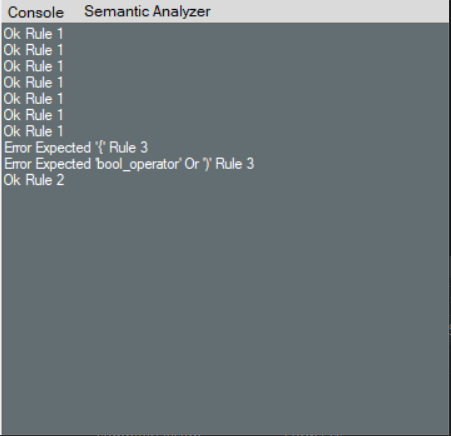 Console Semantic Analyzer
Ok Rule 1
Ok Rule 1
Ok Rule 1
Ok Rule 1
Ok Rule 1
Ok Rule 1
Ok Rule 1
Error Expected '{' Rule 3
Error Expected 'bool_operator' Or ')' Rule 3
Ok Rule 2